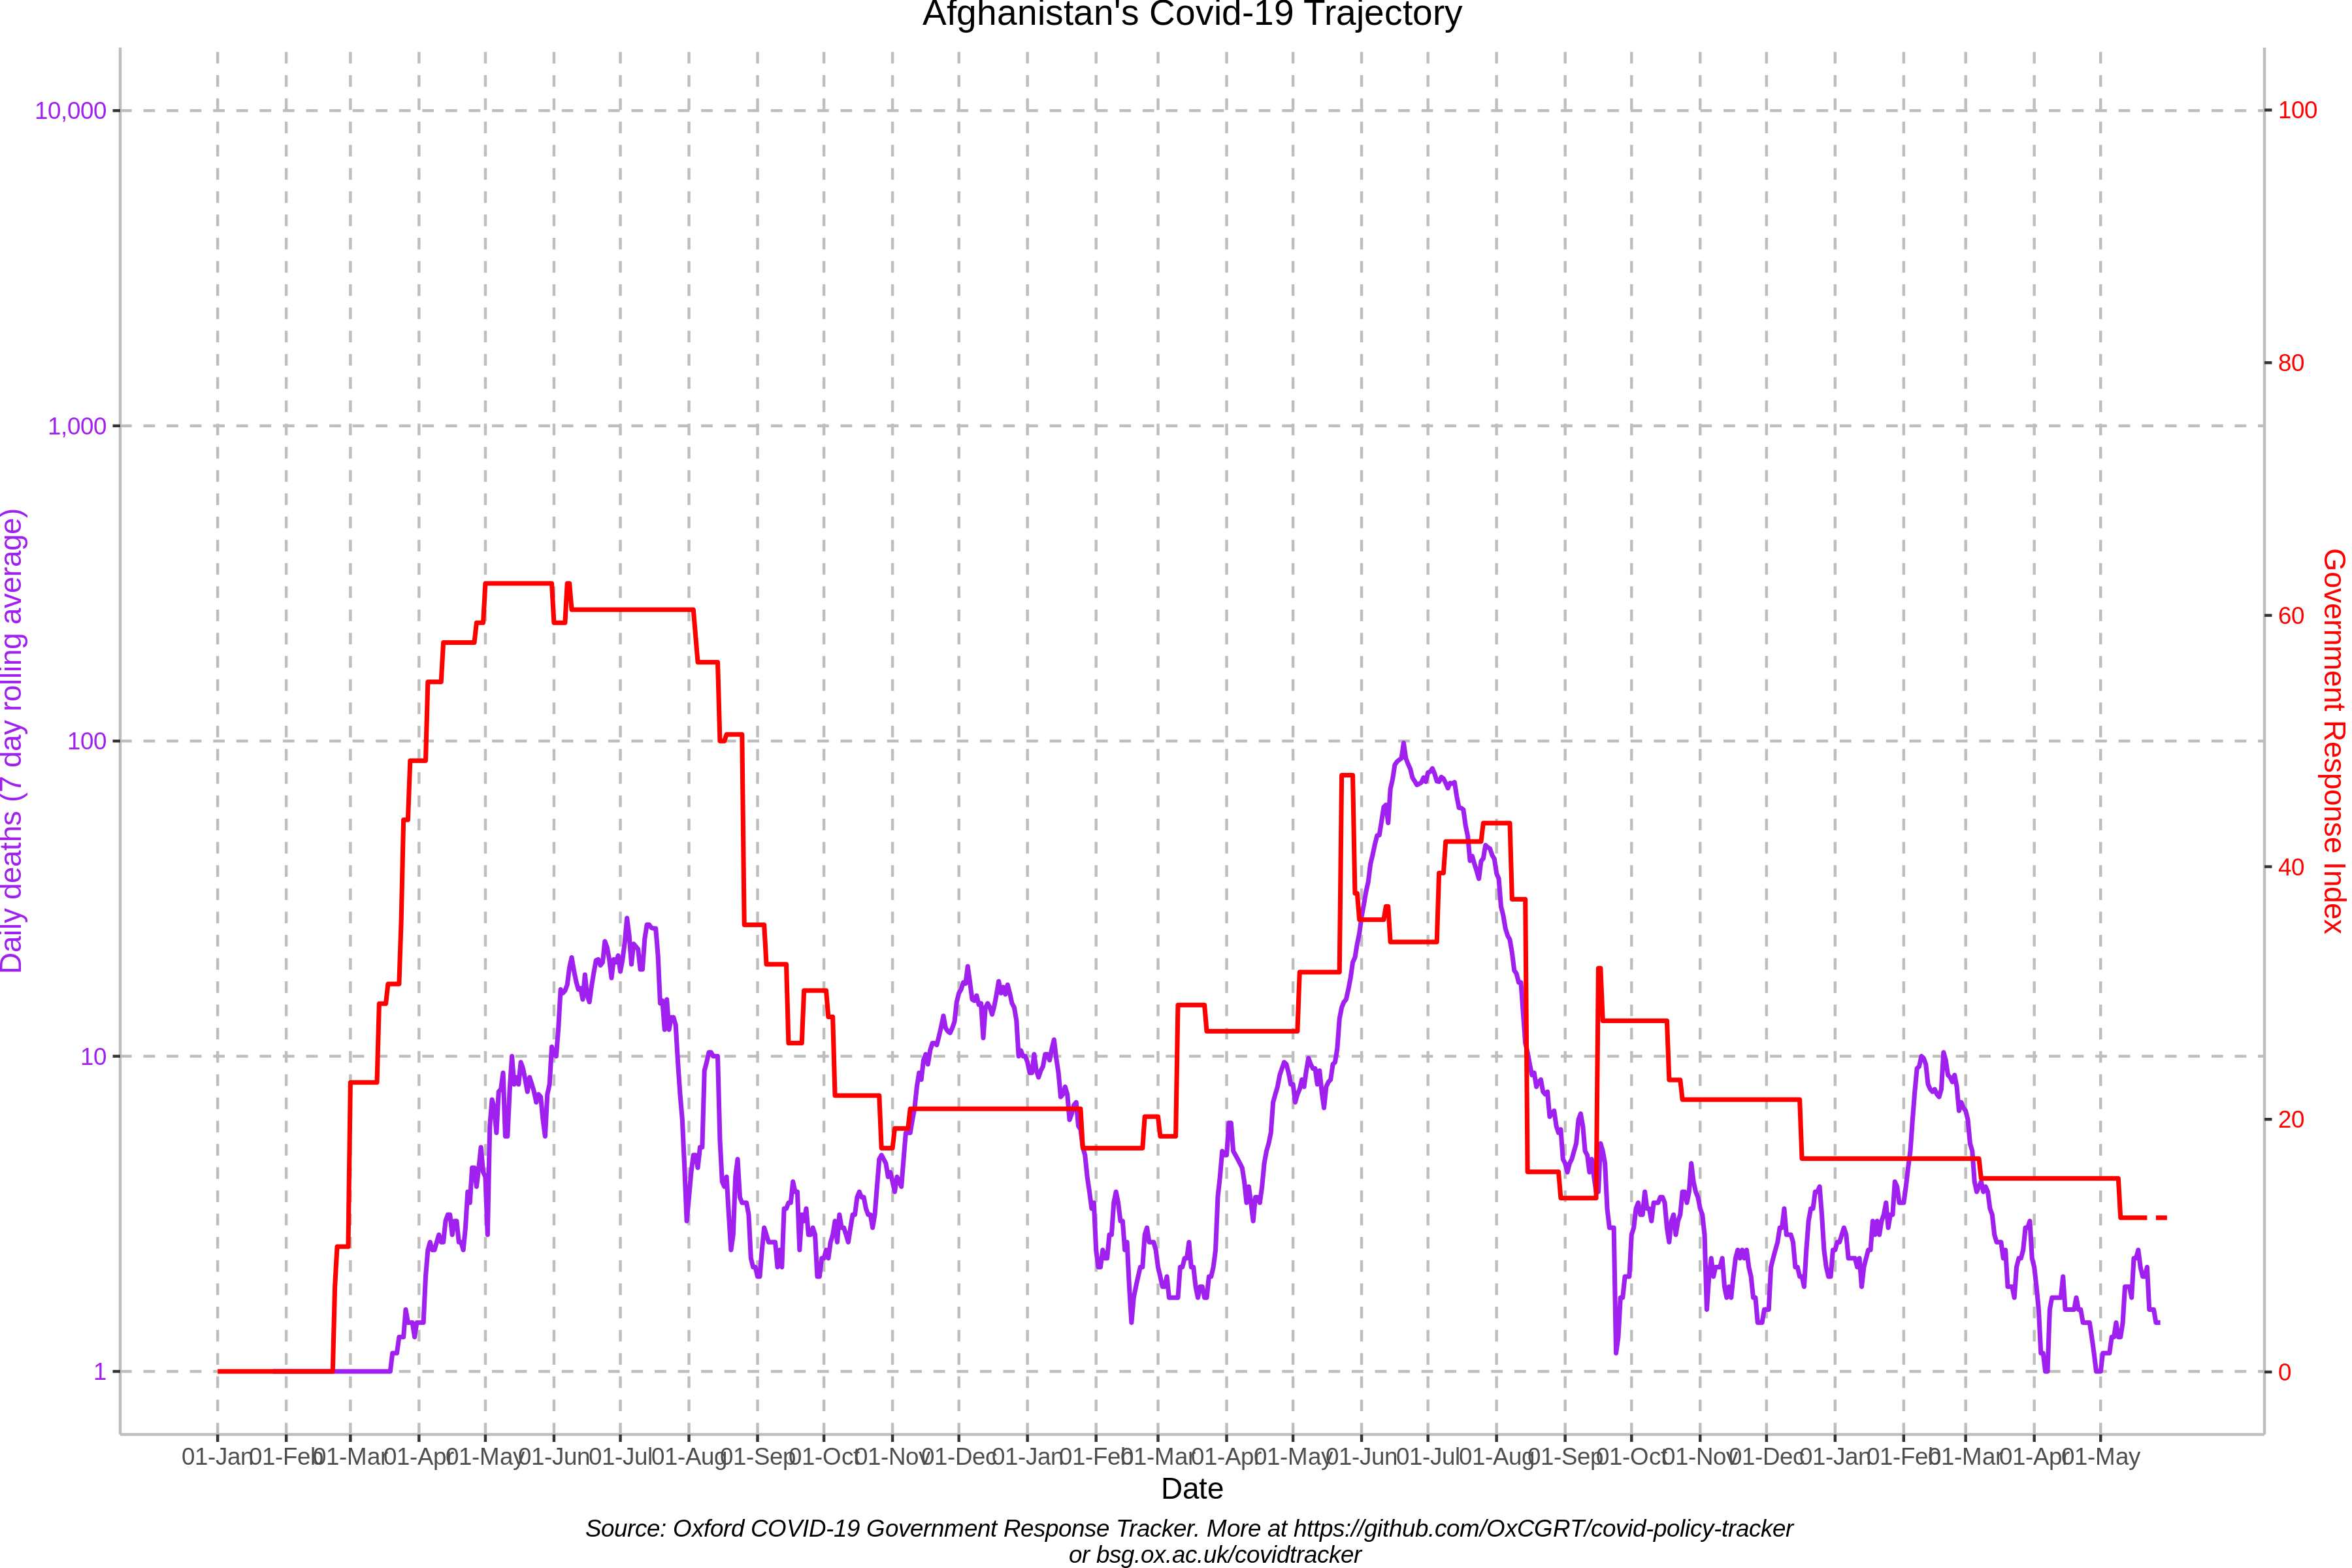 Afghanistan's Covid-19 Trajectory
10,000
1,000
100
10
1
Daily deaths (7 day rolling average)
100
80
60
40
20
0
Government Response Index
01-Jan 01-Feb 01-Mar 01-Apr 01-May 01-Jun 01-Jul 01-Aug 01-Sep 01-Oct 01-Nov 01-Dec 01-Jan 01-Feb 01-Mar 01-Apr 01-May 01-Jun 01-Jul 01-Aug 01-Sep 01-Oct 01-Nov 01-Dec 01-Jan 01-Feb 01-Mar 01-Apr 01-May
Date
Source: Oxford COVID-19 Government Response Tracker. More at https://github.com/OxCGRT/covid-policy-tracker
or bsg.ox.ac.uk/covidtracker